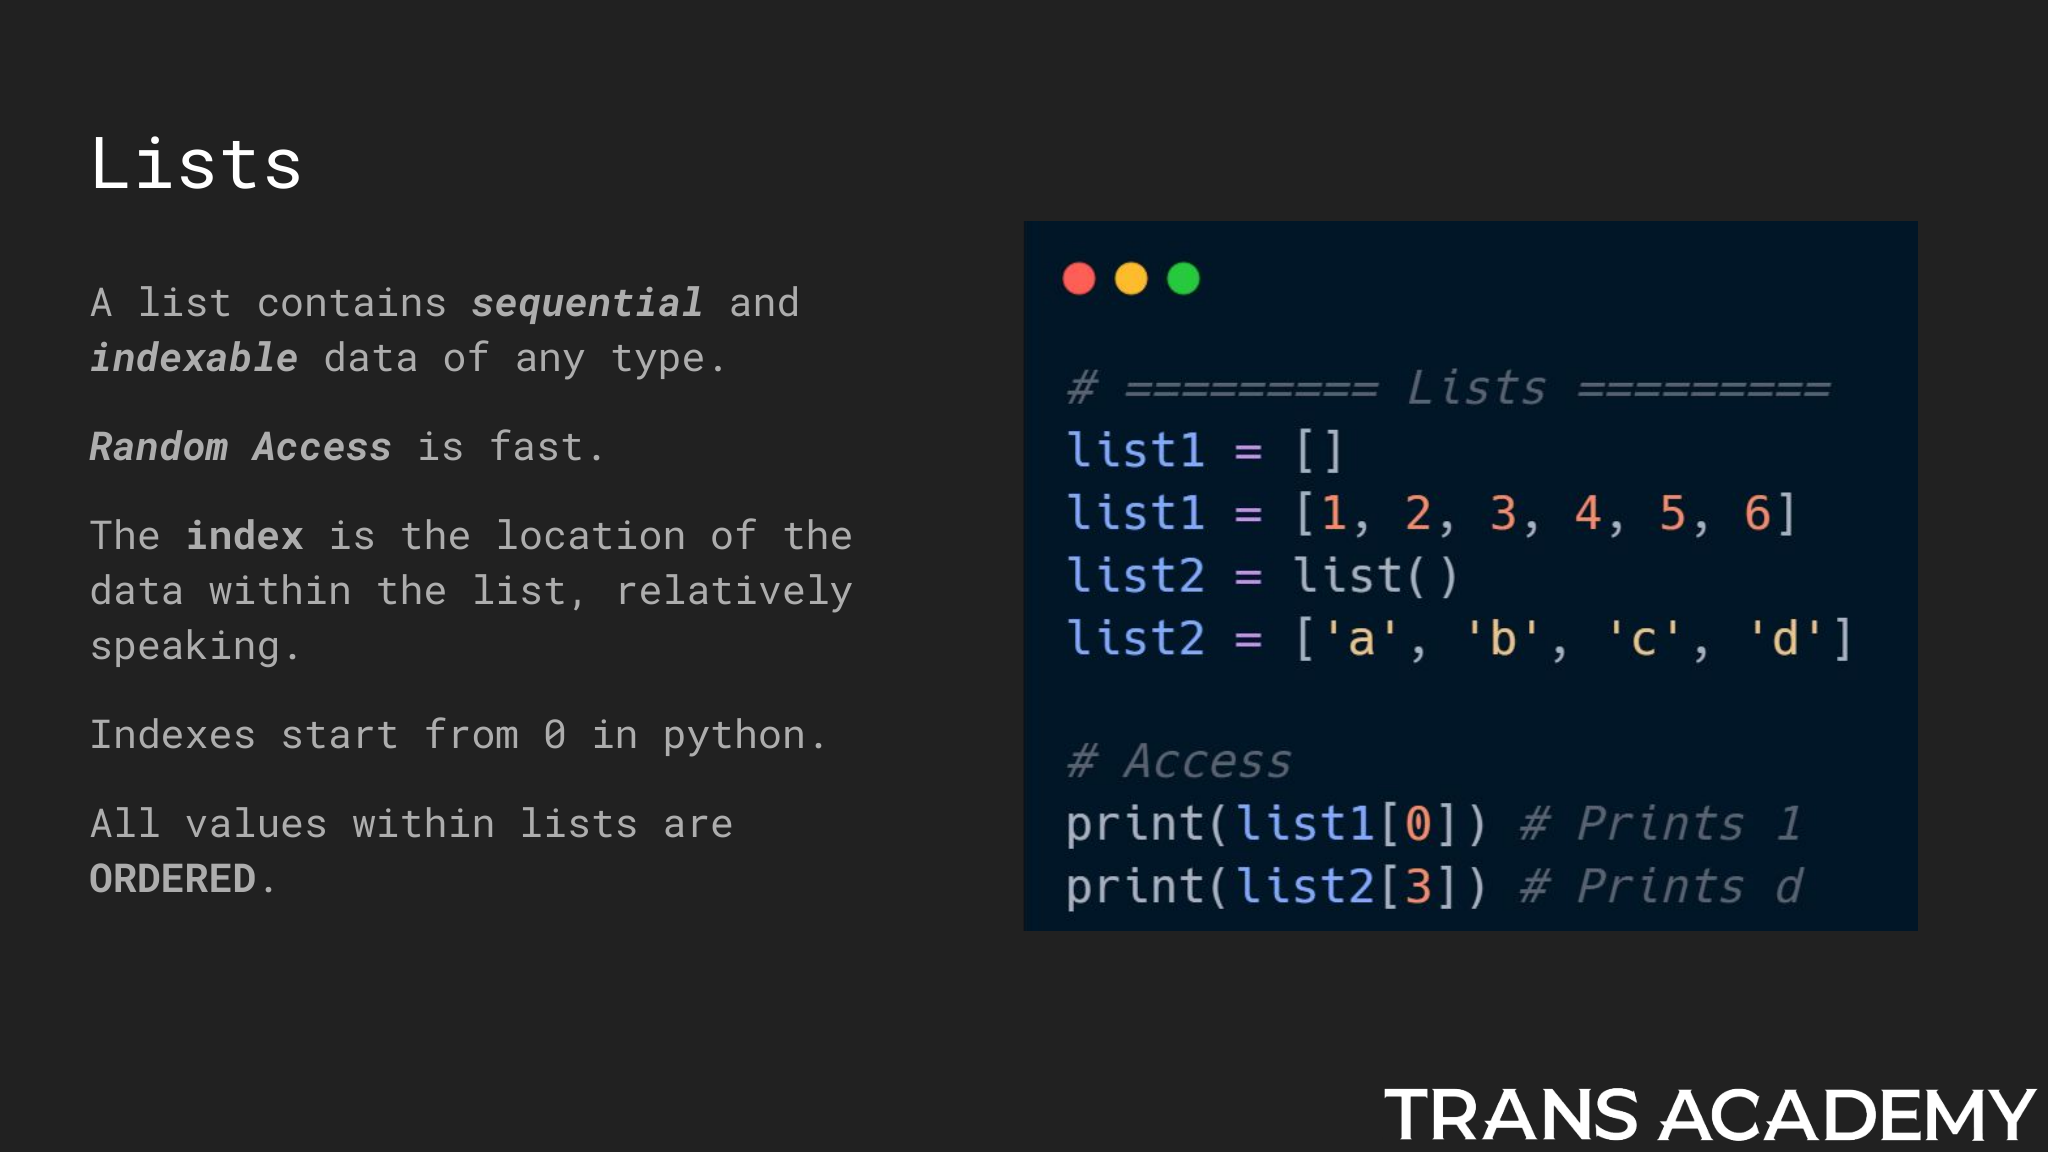 Lists
A list contains sequential and
indexable data of any type.
Random Access is fast.
The index is the location of the
data within the list, relatively
speaking.
Indexes start from 0 in python.
All values within lists are
ORDERED.
# ========= Lists =========
list1 = []
list1 = [1, 2, 3, 4, 5, 6]
list2 = list()
list2 = ['a', 'b', 'c', 'd']
# Access
print(list1[0]) # Prints 1
print(list2[3]) # Prints d
TRANS ACADEMY